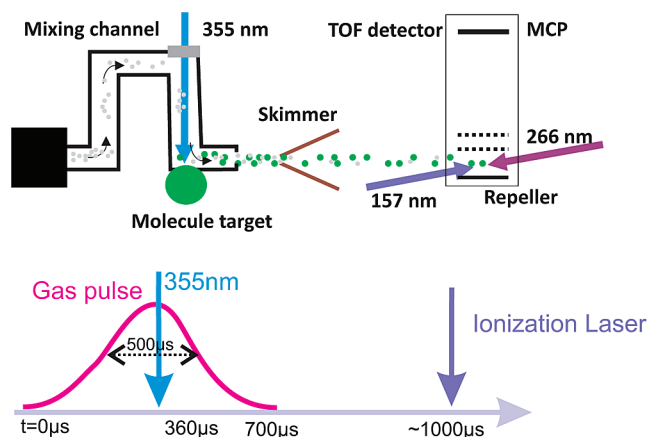 Mixing channel
355 nm
TOF detector
MCP
Skimmer
266 nm
157 nm
Repeller
Molecule target
Gas pulse
355nm
500µs
Ionization Laser
t=0µs
360µs
700µs
~1000µs